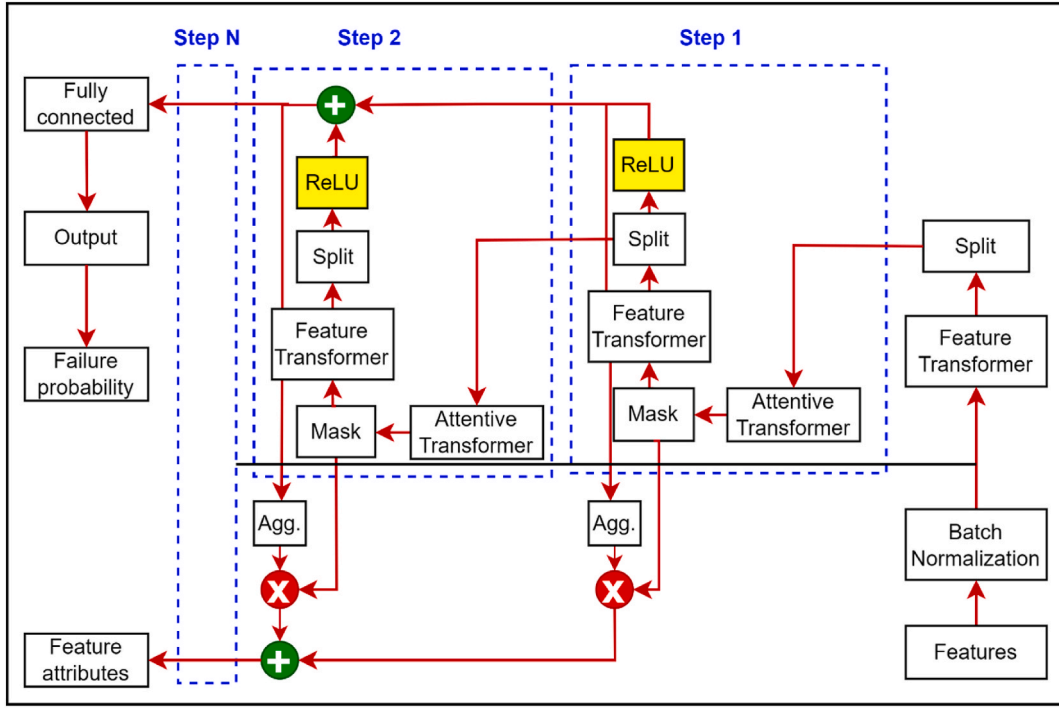 Step N
Step 2
Step 1
Fully
connected
Output
Failure
probability
Feature
attributes
+
ReLU
Split
Feature
Transformer
Mask
Attentive
Transformer
Agg.
X
+
ReLU
Split
Feature
Transformer
Mask
Attentive
Transformer
Agg.
X
Split
Feature
Transformer
Batch
Normalization
Features